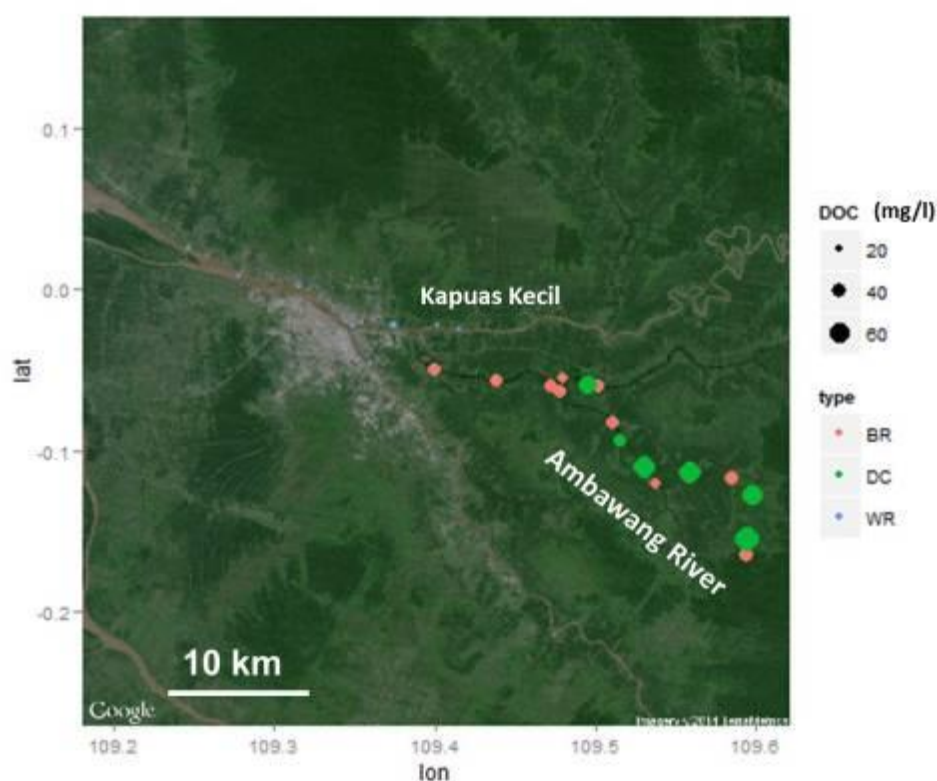 0.1
0.0
-0.1
-0.2
lat
Kapuas Kecil
Ambawang River
10 km
Google
109.2
109.3
109.4
109.5
109.6
lon
DOC (mg/l)
20
40
60
type
BR
DC
WR